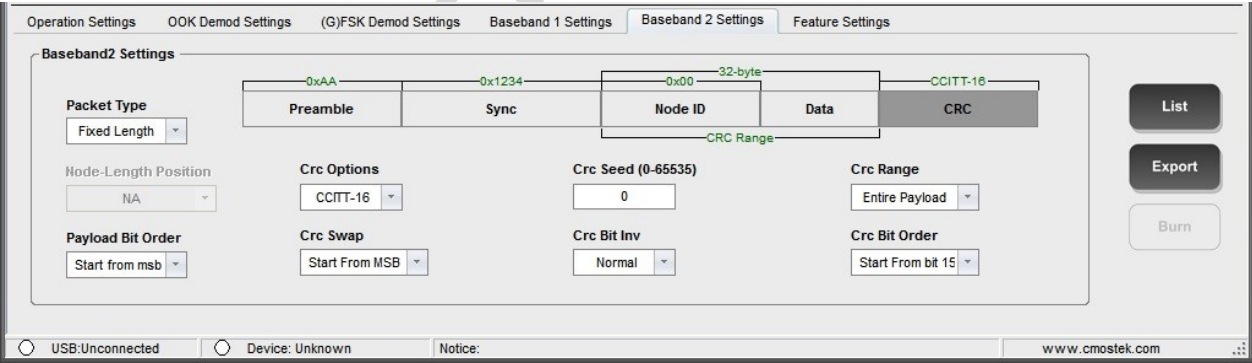 Operation Settings OOK Demod Settings (G)FSK Demod Settings Baseband 1 Settings Baseband 2 Settings Feature Settings
Baseband2 Settings
32-byte
0xAA 0x1234 0x00 CCITT-16
Packet Type Preamble Sync Node ID Data CRC List
Fixed Length
CRC Range
Node-Length Position Crc Options Crc Seed (0-65535) Crc Range Export
NA CCITT-16 0 Entire Payload
Burn
Payload Bit Order Crc Swap Crc Bit Inv Crc Bit Order
Start from msb Start From MSB Normal Start From bit 15
USB:Unconnected Device: Unknown Notice: www.cmostek.com